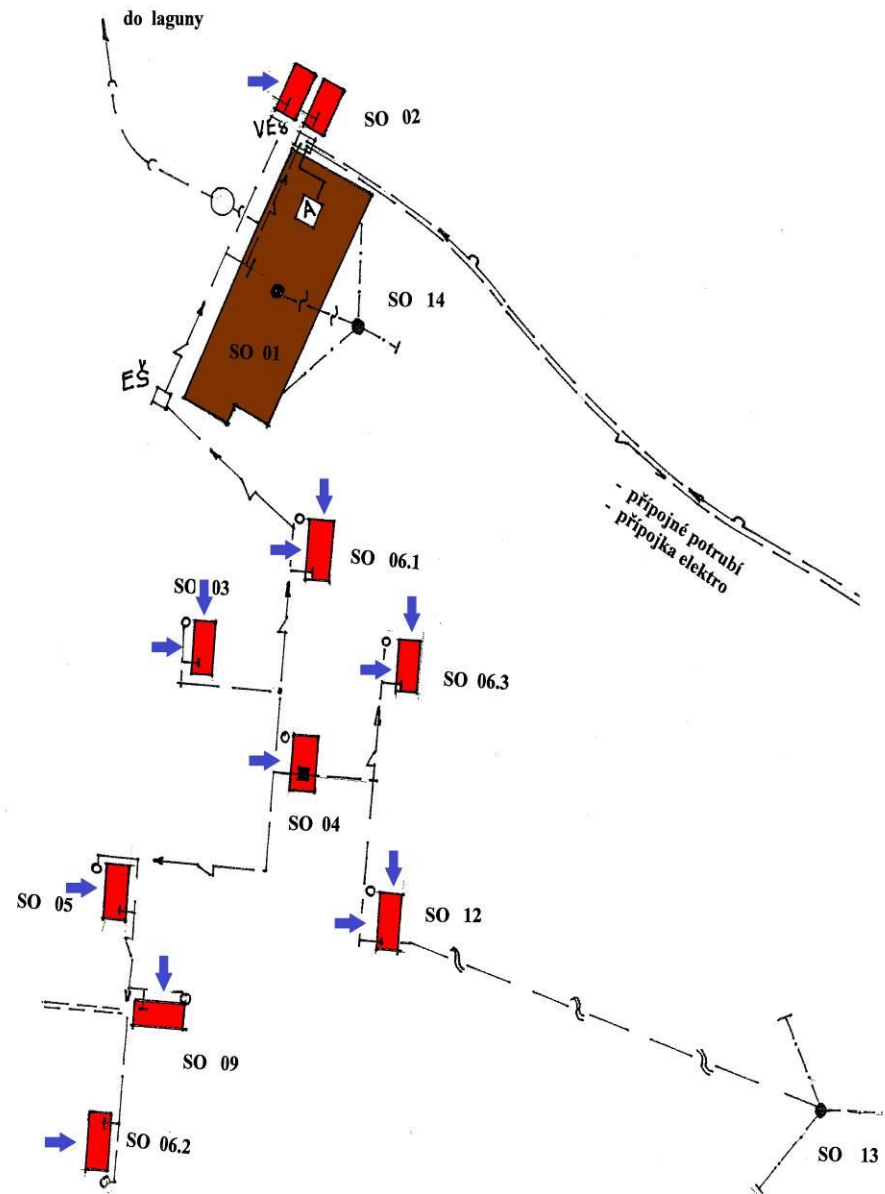 do laguny
SO 02
VE8
A
SO 14
SO 01
EŠ
- přípojné potrubí
- přípojka elektro
SO 06.1
SO 03
SO 06.3
SO 04
SO 05
SO 12
SO 09
SO 06.2
SO 13